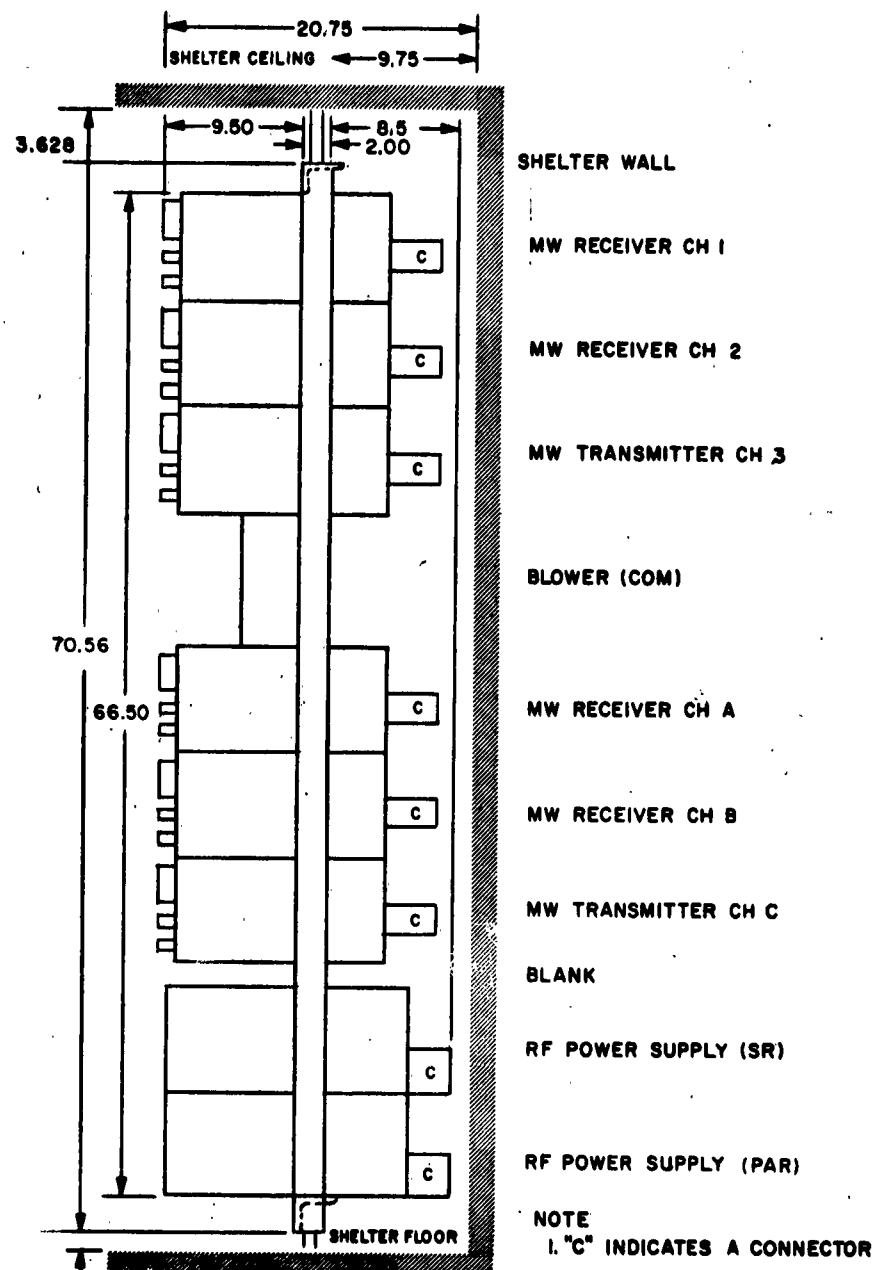 20.75
SHELTER CEILING 9.75
9.50 8.5
3.628 2.00
SHELTER WALL
C MW RECEIVER CH 1
C MW RECEIVER CH 2
C MW TRANSMITTER CH 3
BLOWER (COM)
70.56
66.50 C MW RECEIVER CH A
C MW RECEIVER CH B
C MW TRANSMITTER CH C
BLANK
C RF POWER SUPPLY (SR)
C RF POWER SUPPLY (PAR)
SHELTER FLOOR
NOTE
1. "C" INDICATES A CONNECTOR